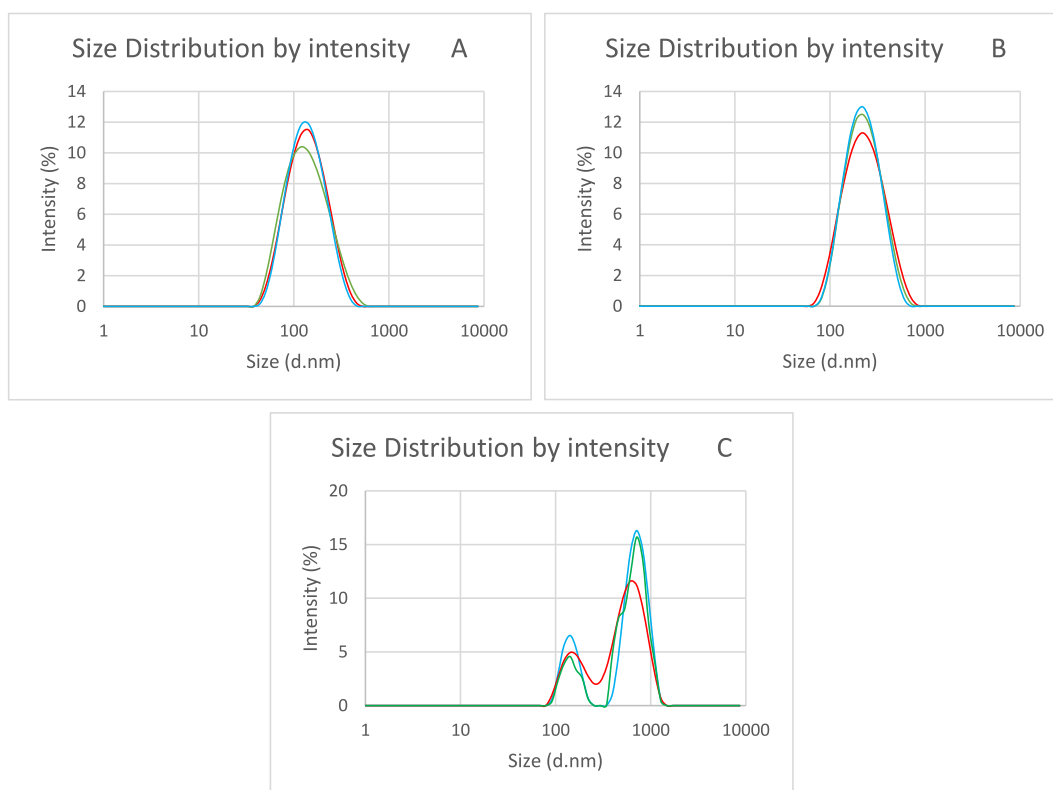 Size Distribution by intensity A
14
12
10
8
6
4
2
0
Intensity (%)
1 10 100 1000 10000
Size (d.nm)
Size Distribution by intensity B
14
12
10
8
6
4
2
0
Intensity (%)
1 10 100 1000 10000
Size (d.nm)
Size Distribution by intensity C
20
15
10
5
0
Intensity (%)
1 10 100 1000 10000
Size (d.nm)